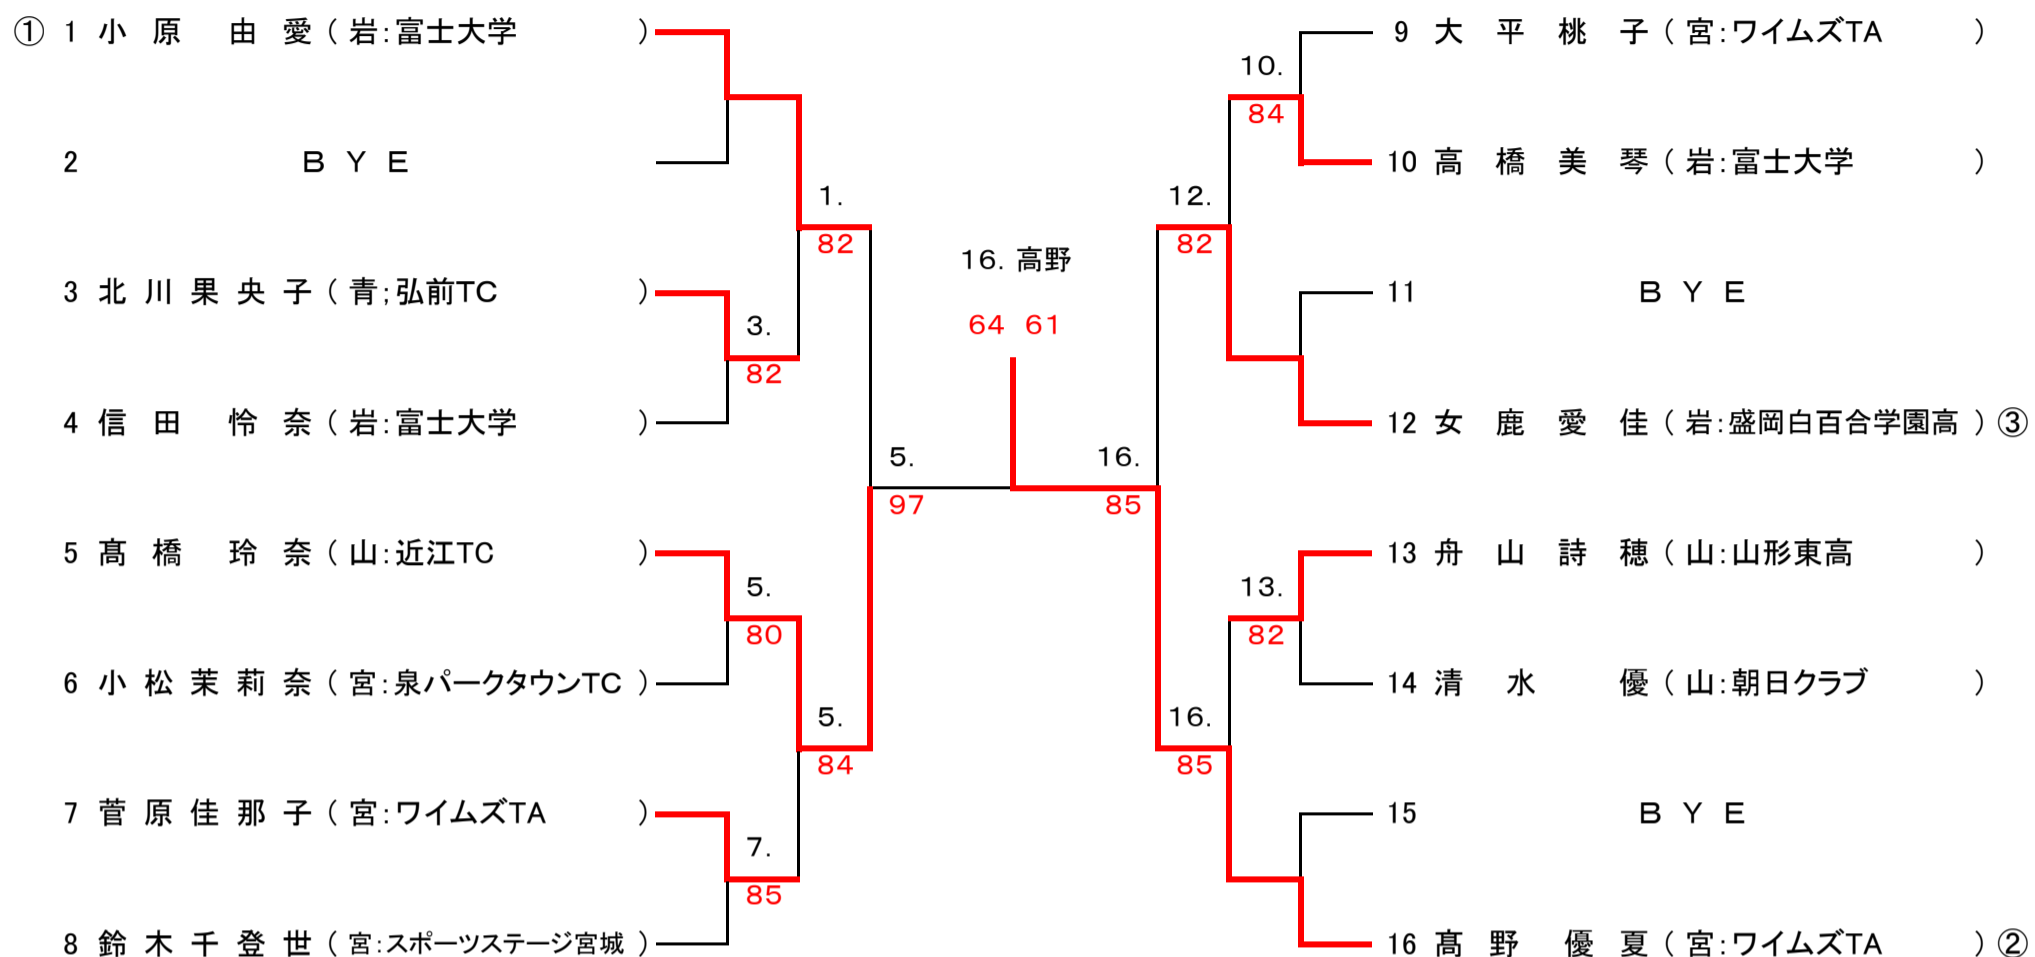 ① 1 小原 由愛 ( 岩:富士大学 )
2 BYE
3 北川果央子 ( 青;弘前TC )
4 信田 怜奈 ( 岩:富士大学 )
5 髙橋 玲奈 ( 山:近江TC )
6 小松茉莉奈 ( 宮:泉パークタウンTC )
7 菅原佳那子 ( 宮:ワイムズTA )
8 鈴木千登世 ( 宮:スポーツステージ宮城 )
3.
82
5.
80
7.
85
1.
82
5.
84
5.
97
16. 高野
64 61
16.
85
12.
82
16.
85
10.
84
13.
82
9 大平桃子 ( 宮:ワイムズTA )
10 高橋美琴 ( 岩:富士大学 )
11 BYE
12 女鹿愛佳 ( 岩:盛岡白百合学園高 ) ③
13 舟山詩穂 ( 山:山形東高 )
14 清水 優 ( 山:朝日クラブ )
15 BYE
16 髙野 優夏 ( 宮:ワイムズTA ) ②